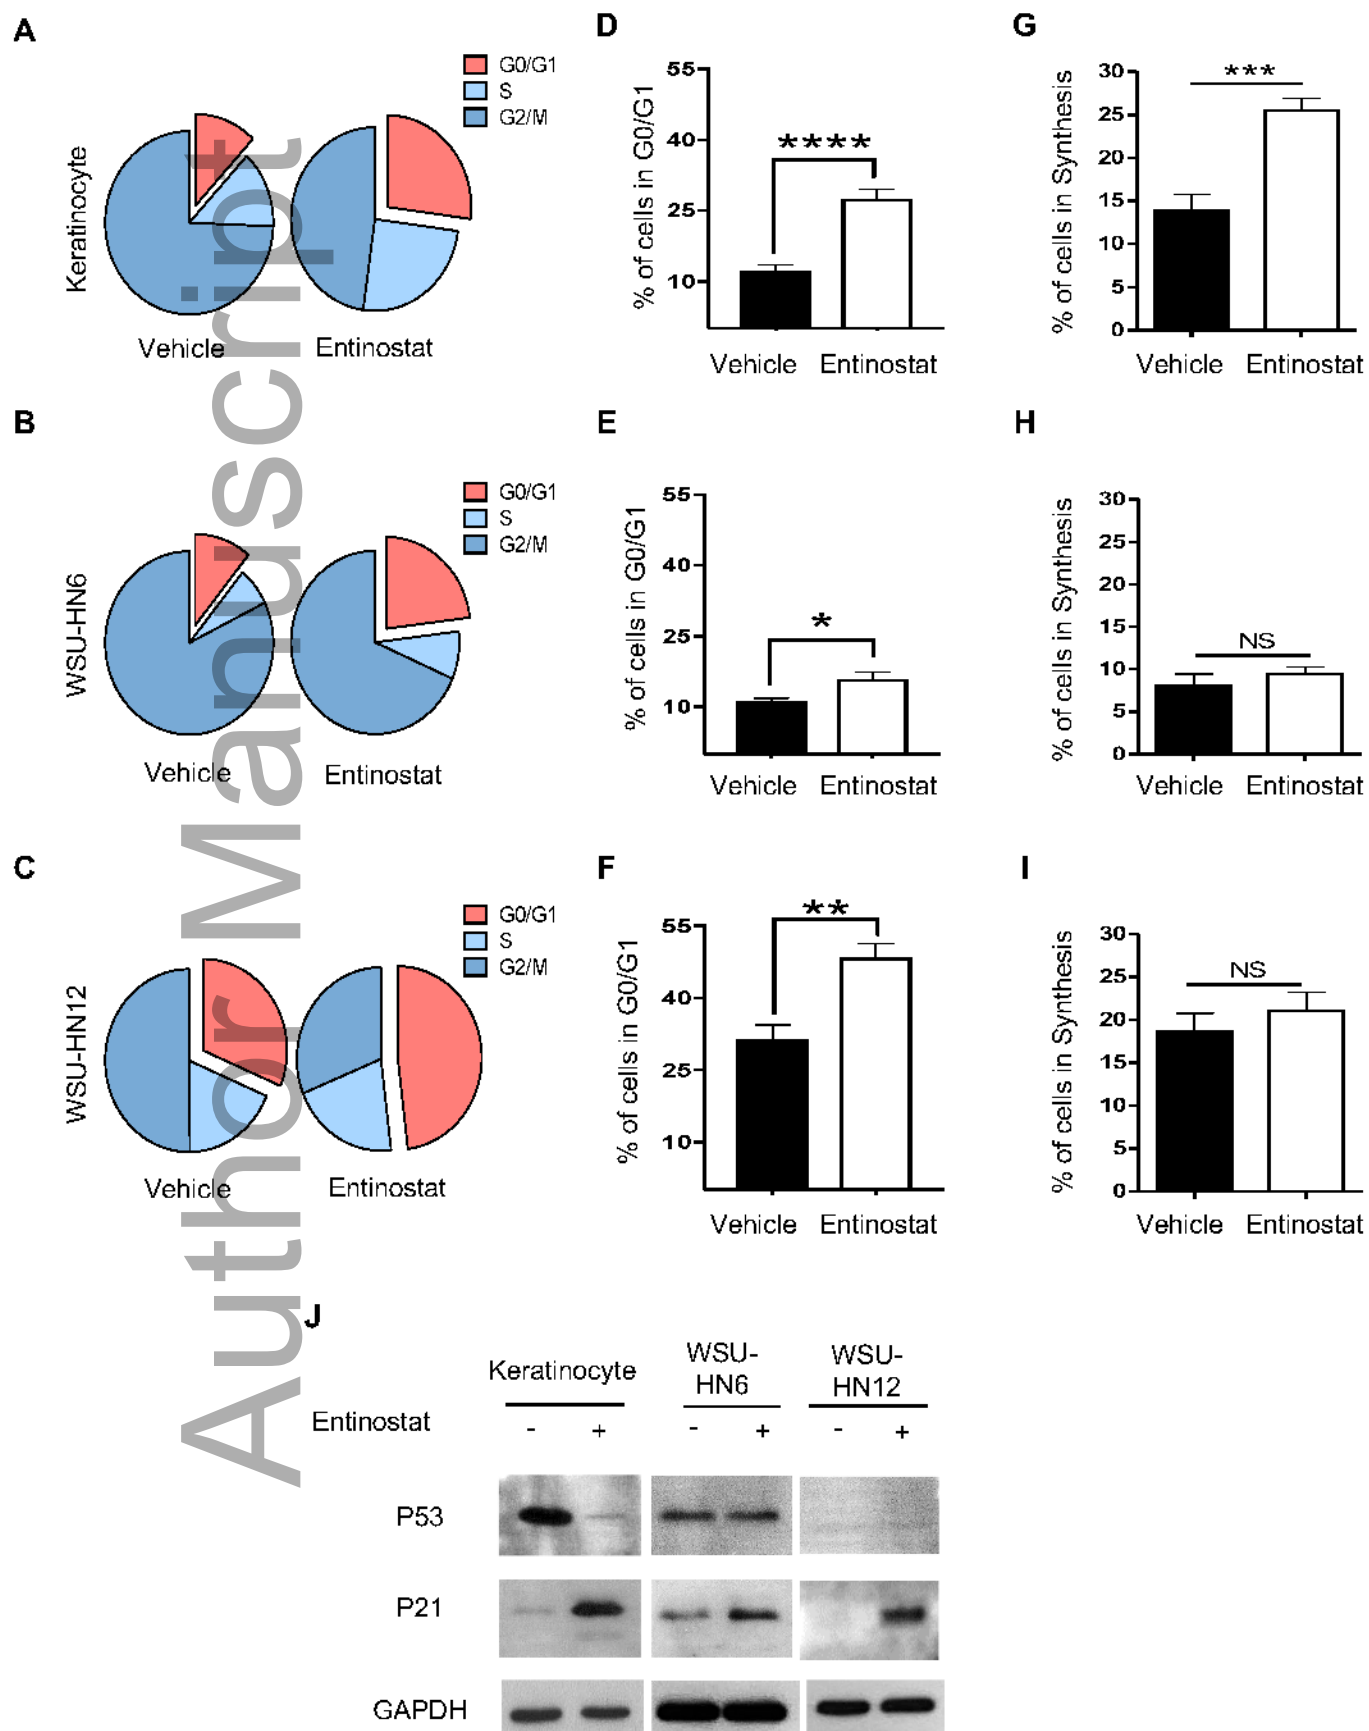 A
Keratinocyte
G0/G1
S
G2/M
Vehicle
Entinostat
D
% of cells in G0/G1
55
40
25
10
****
Vehicle
Entinostat
G
% of cells in Synthesis
30
25
20
15
10
5
0
***
Vehicle
Entinostat
B
WSU-HN6
G0/G1
S
G2/M
Vehicle
Entinostat
E
% of cells in G0/G1
55
40
25
10
*
Vehicle
Entinostat
H
% of cells in Synthesis
30
25
20
15
10
5
0
NS
Vehicle
Entinostat
C
WSU-HN12
G0/G1
S
G2/M
Vehicle
Entinostat
F
% of cells in G0/G1
55
40
25
10
**
Vehicle
Entinostat
I
% of cells in Synthesis
30
25
20
15
10
5
0
NS
Vehicle
Entinostat
J
Keratinocyte
WSU-
HN6
WSU-
HN12
Entinostat
- + - + - +
P53
P21
GAPDH
Author Manuscript